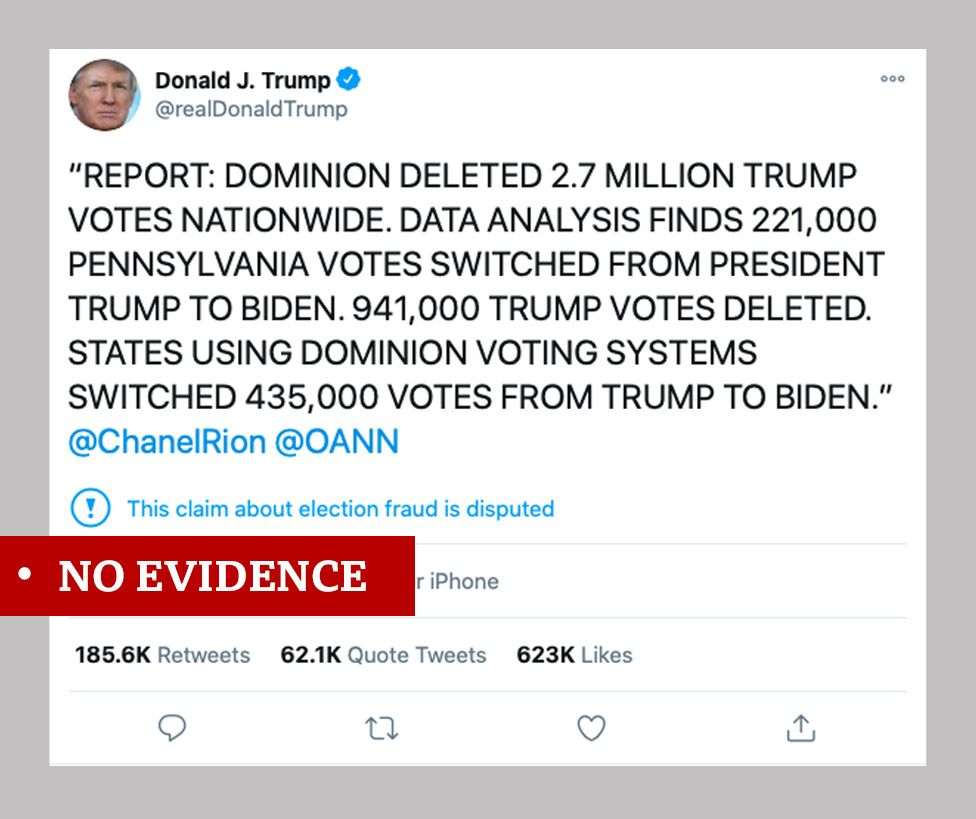 Donald J. Trump
@realDonaldTrump
“REPORT: DOMINION DELETED 2.7 MILLION TRUMP
VOTES NATIONWIDE. DATA ANALYSIS FINDS 221,000
PENNSYLVANIA VOTES SWITCHED FROM PRESIDENT
TRUMP TO BIDEN. 941,000 TRUMP VOTES DELETED.
STATES USING DOMINION VOTING SYSTEMS
SWITCHED 435,000 VOTES FROM TRUMP TO BIDEN.”
@ChanelRion @OANN
This claim about election fraud is disputed
• NO EVIDENCE
iPhone
185.6K Retweets 62.1K Quote Tweets 623K Likes